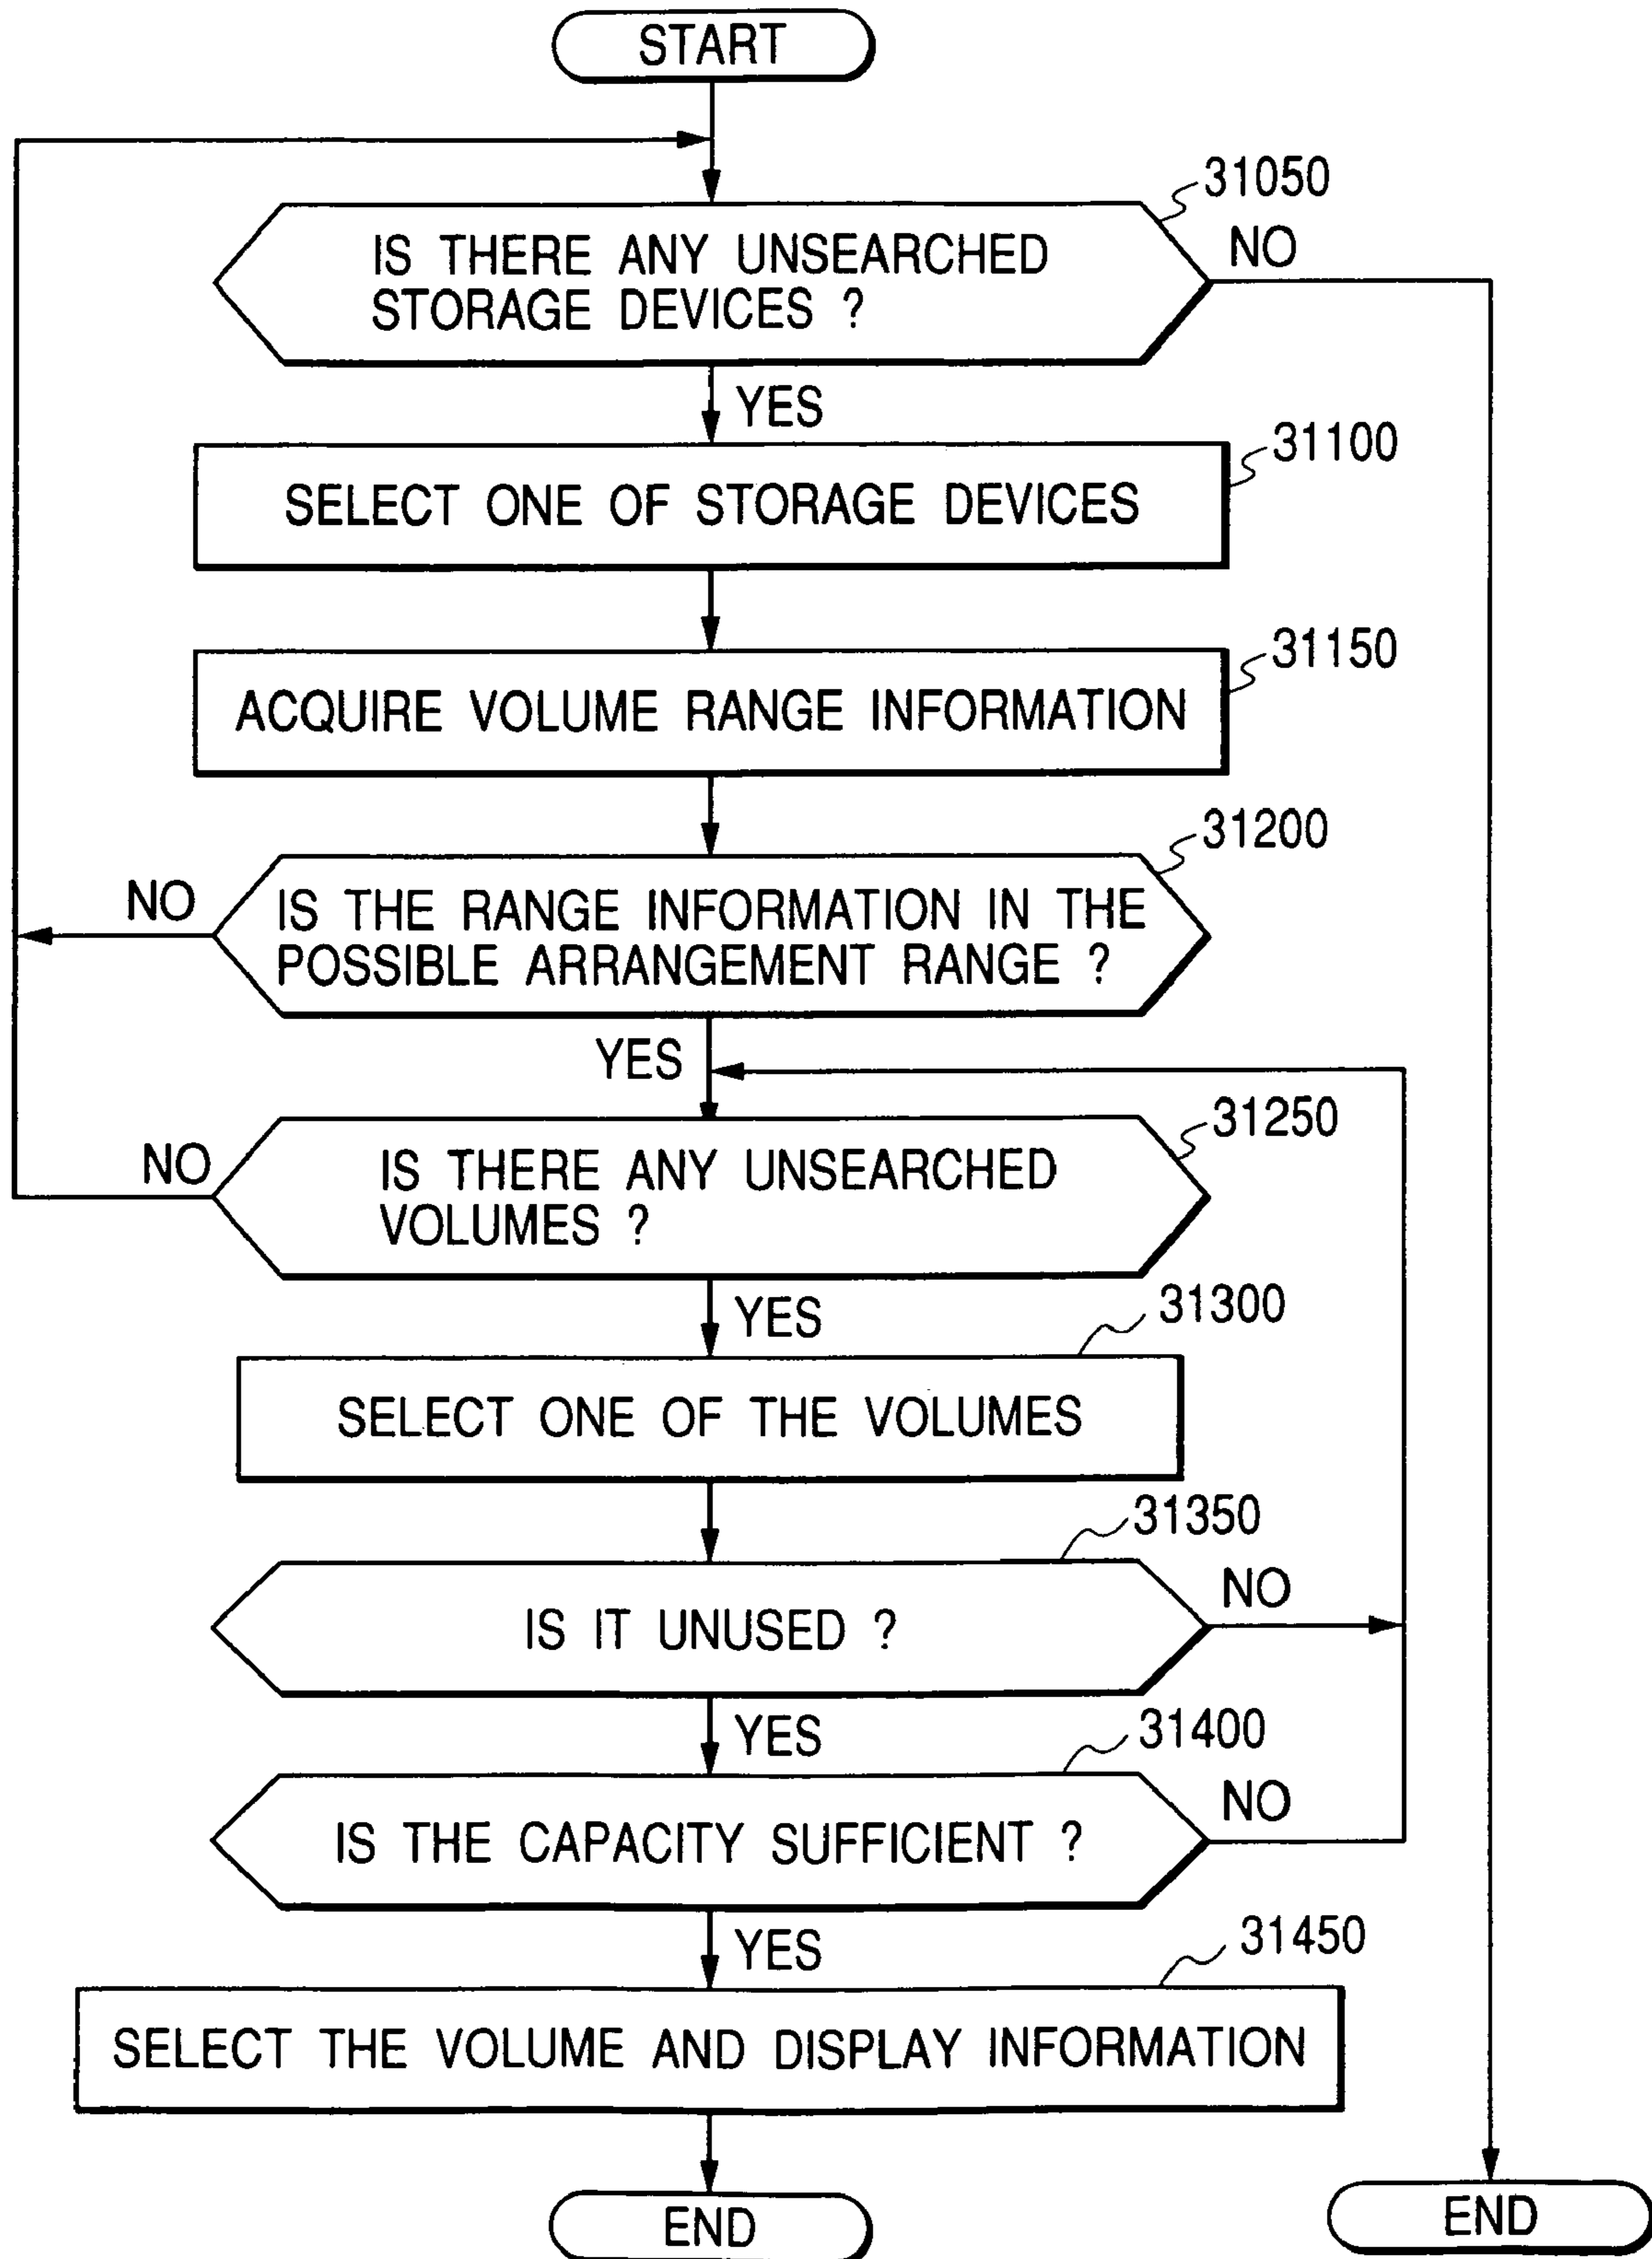 START
31050
IS THERE ANY UNSEARCHED
STORAGE DEVICES ?
NO
YES
31100
SELECT ONE OF STORAGE DEVICES
31150
ACQUIRE VOLUME RANGE INFORMATION
31200
NO
IS THE RANGE INFORMATION IN THE
POSSIBLE ARRANGEMENT RANGE ?
YES
31250
NO
IS THERE ANY UNSEARCHED
VOLUMES ?
YES
31300
SELECT ONE OF THE VOLUMES
31350
NO
IS IT UNUSED ?
YES
31400
NO
IS THE CAPACITY SUFFICIENT ?
YES
31450
SELECT THE VOLUME AND DISPLAY INFORMATION
END
END